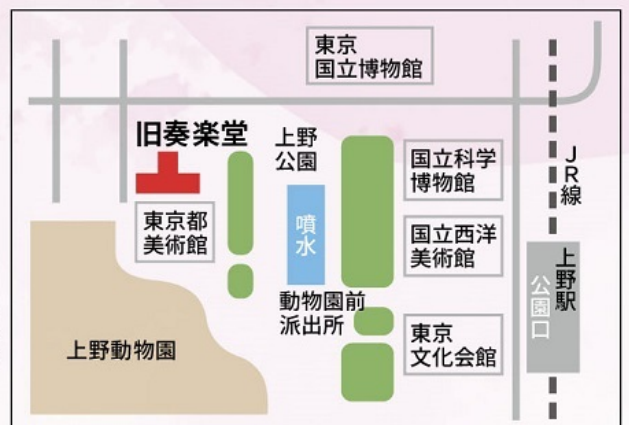 東京
国立博物館
旧奏楽堂
上野
公園
国立科学
博物館
JR線
東京都
美術館
噴水
国立西洋
美術館
上野駅
公園口
動物園前
派出所
東京
文化会館
上野動物園